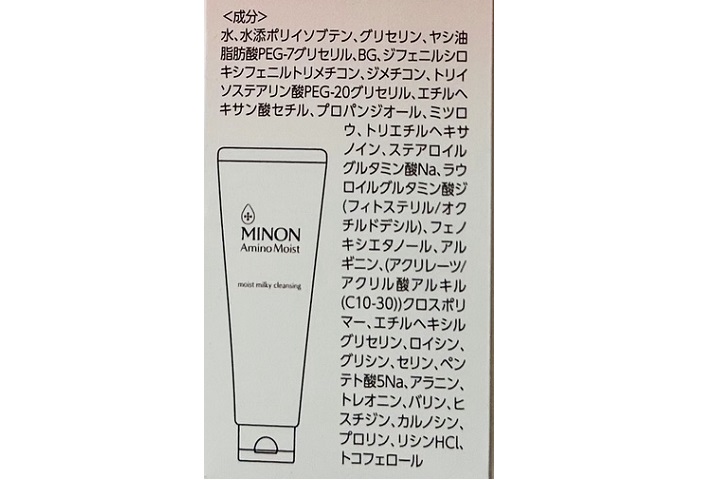 <成分>
水、水添ポリイソブテン、グリセリン、ヤシ油
脂肪酸PEG-7グリセリル、BG、ジフェニルシロ
キシフェニルトリメチコン、ジメチコン、トリイ
ソステアリン酸PEG-20グリセリル、エチルヘ
キサン酸セチル、プロパンジオール、ミツロ
ウ、トリエチルヘキサ
ノイン、ステアロイル
グルタミン酸Na、ラウ
ロイルグルタミン酸ジ
(フィトステリル/オク
チルドデシル)、フェノ
キシエタノール、アル
ギニン、(アクリレーツ/
アクリル酸アルキル
(C10-30))クロスポリ
マー、エチルヘキシル
グリセリン、ロイシン、
グリシン、セリン、ペン
テト酸5Na、アラニン、
トレオニン、バリン、ヒ
スチジン、カルノシン、
プロリン、リシンHCl、
トコフェロール
MINON
Amino Moist
moist milky cleansing